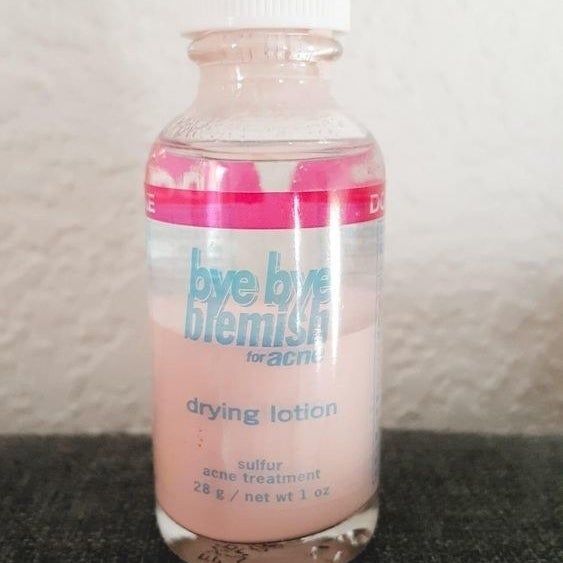 bye bye
blemish
for acne
drying lotion
sulfur
acne treatment
28 g / net wt 1 oz